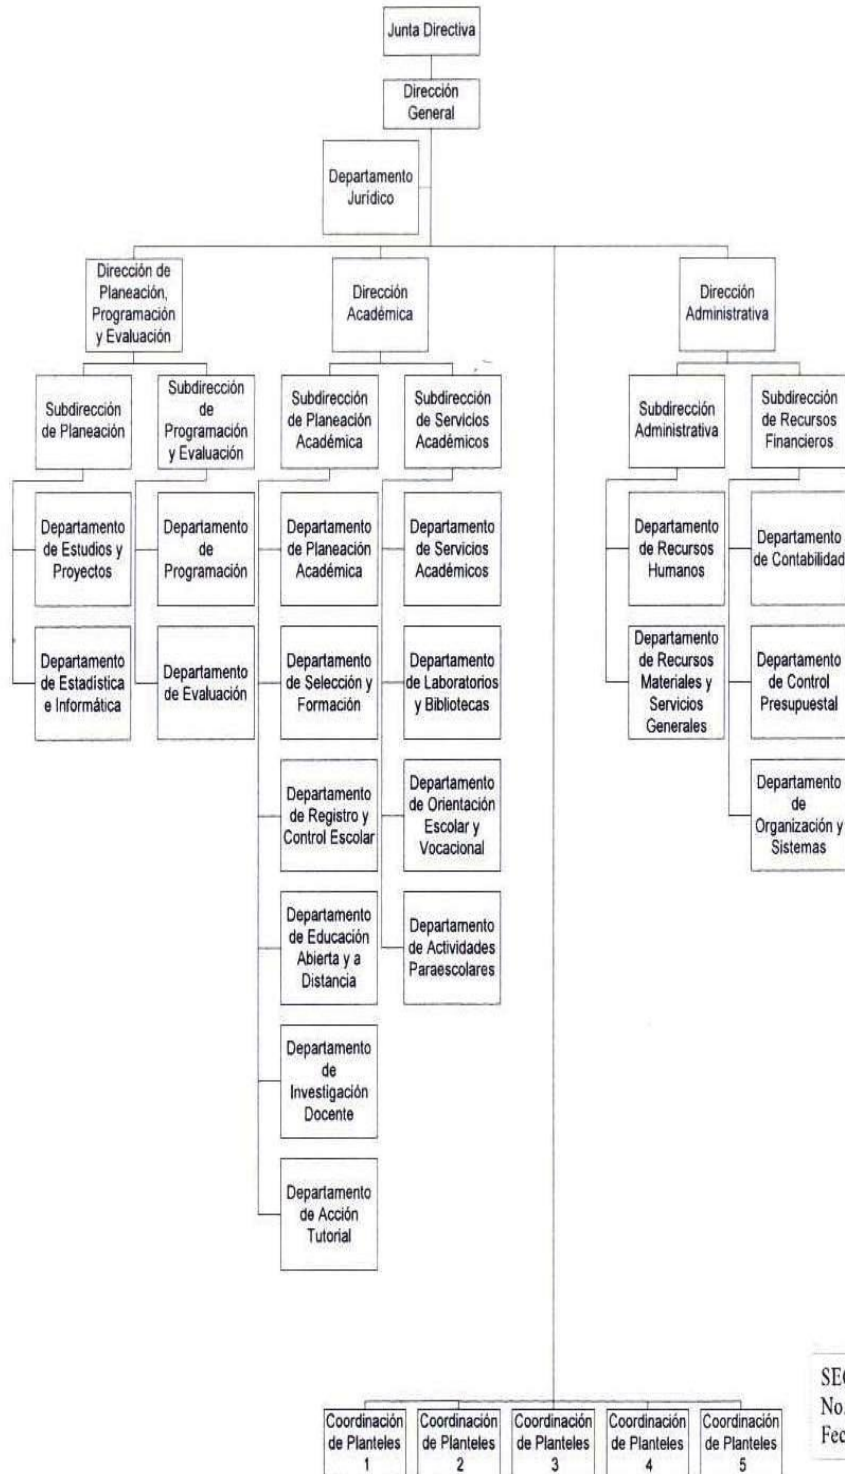 Junta Directiva
Dirección
General
Departamento
Jurídico
Dirección de
Planeación,
Programación
y Evaluación
Dirección
Académica
Dirección
Administrativa
Subdirección
de Planeación
Subdirección
de
Programación
y Evaluación
Subdirección
de Planeación
Académica
Subdirección
de Servicios
Académicos
Subdirección
Administrativa
Subdirección
de Recursos
Financieros
Departamento
de Estudios y
Proyectos
Departamento
de
Programación
Departamento
de Planeación
Académica
Departamento
de Servicios
Académicos
Departamento
de Recursos
Humanos
Departamento
de Contabilidad
Departamento
de Estadística
e Informática
Departamento
de Evaluación
Departamento
de Selección y
Formación
Departamento
de Laboratorios
y Bibliotecas
Departamento
de Recursos
Materiales y
Servicios
Generales
Departamento
de Control
Presupuestal
Departamento
de Registro y
Control Escolar
Departamento
de Orientación
Escolar y
Vocacional
Departamento
de
Organización y
Sistemas
Departamento
de Educación
Abierta y a
Distancia
Departamento
de Actividades
Paraescolares
Departamento
de
Investigación
Docente
Departamento
de Acción
Tutorial
Coordinación
de Planteles
1
Coordinación
de Planteles
2
Coordinación
de Planteles
3
Coordinación
de Planteles
4
Coordinación
de Planteles
5
No.